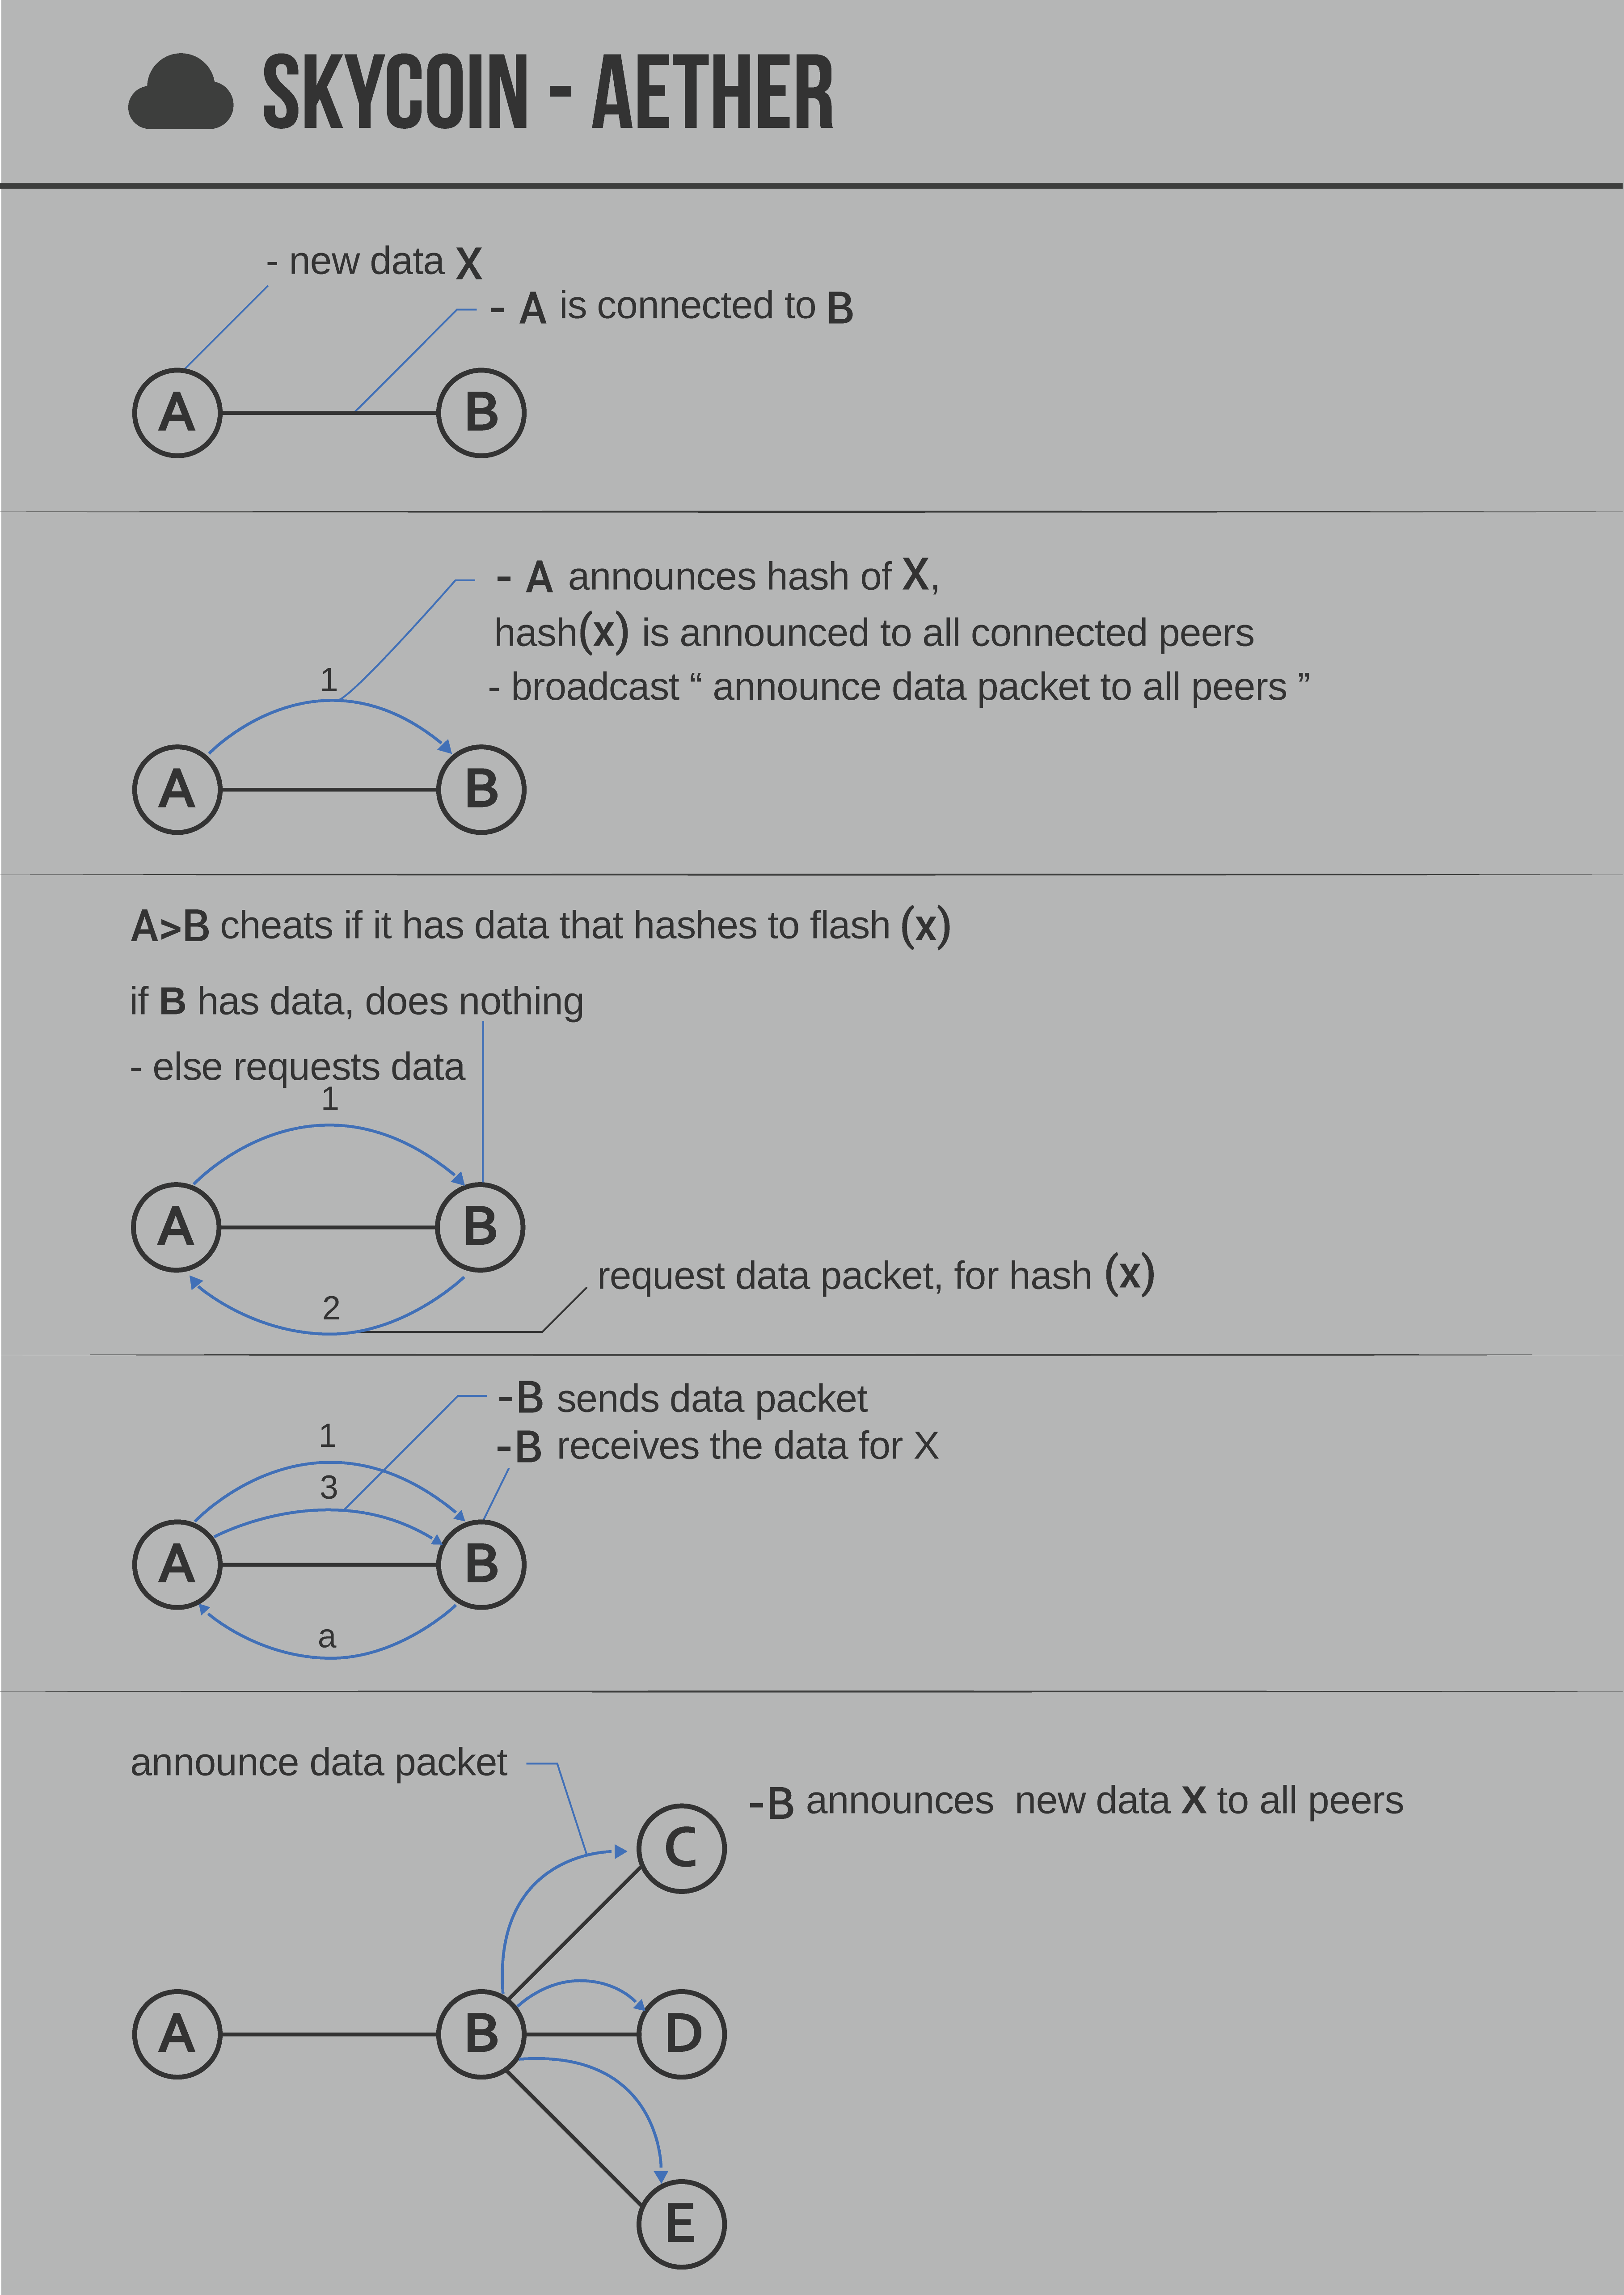 SKYCOIN - AETHER
- new data X
- A is connected to B
A
B
- A announces hash of X,
hash(x) is announced to all connected peers
- broadcast “ announce data packet to all peers ”
1
A
B
A>B cheats if it has data that hashes to flash (x)
if B has data, does nothing
- else requests data
1
A
B
request data packet, for hash (x)
2
-B sends data packet
-B receives the data for X
1
3
A
B
a
announce data packet
-B announces new data X to all peers
C
A
B
D
E